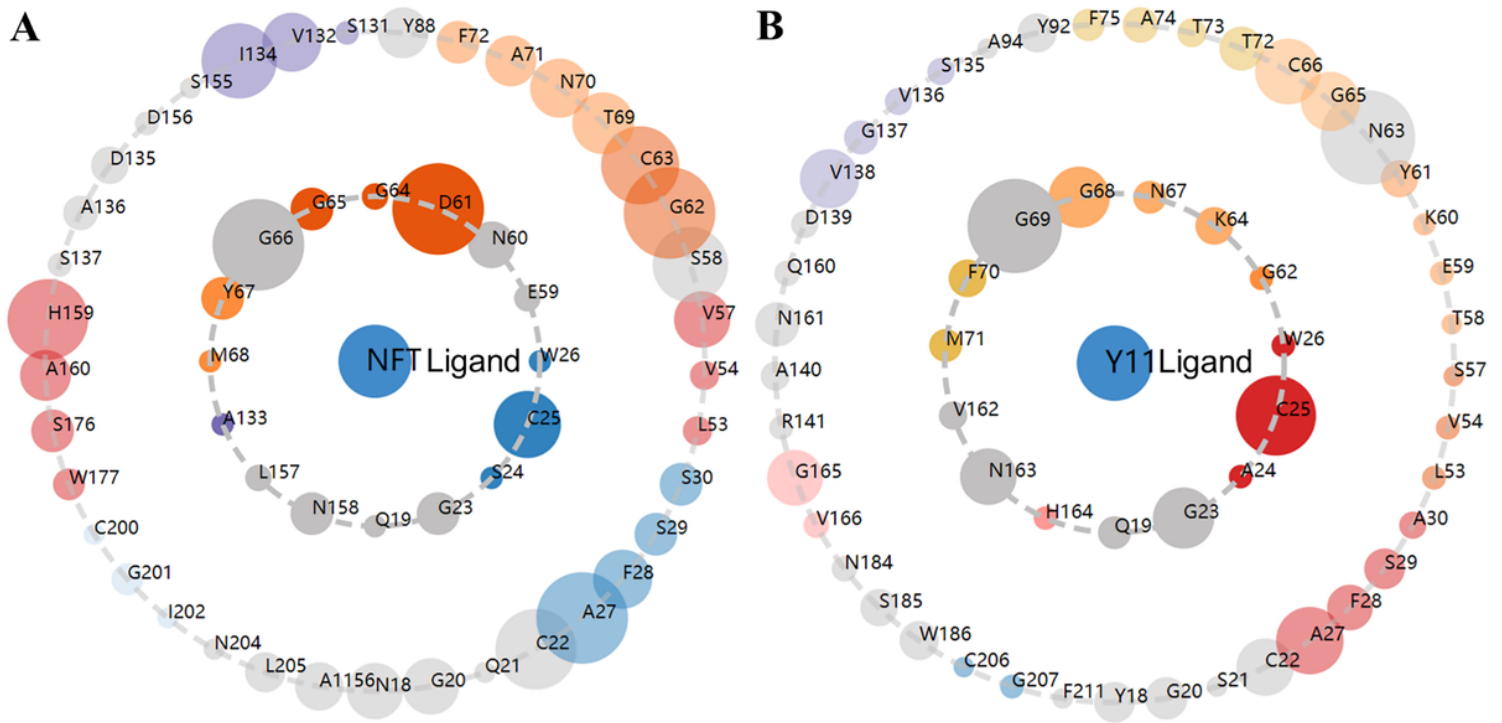 A
S131
Y88
V132
F72
I134
A71
S155
N70
D156
T69
D135
C63
A136
G62
S137
S58
H159
V57
A160
V54
S176
L53
W177
S30
C200
S29
G201
F28
I202
A27
N204
C22
L205
Q21
A1156
N18
G20
G65
G64
D61
G66
N60
Y67
E59
M68
NFT Ligand
W26
A133
C25
L157
S24
N158
Q19
G23
B
A94
Y92
F75
A74
T73
S135
T72
V136
C66
G137
G65
V138
N63
D139
Y61
Q160
K60
N161
E59
A140
T58
R141
S57
G165
V54
V166
L53
N184
A30
S185
S29
W186
F28
C206
A27
G207
C22
F211
Y18
G20
S21
G68
N67
G69
K64
F70
G62
M71
Y11Ligand
W26
V162
C25
N163
A24
H164
Q19
G23